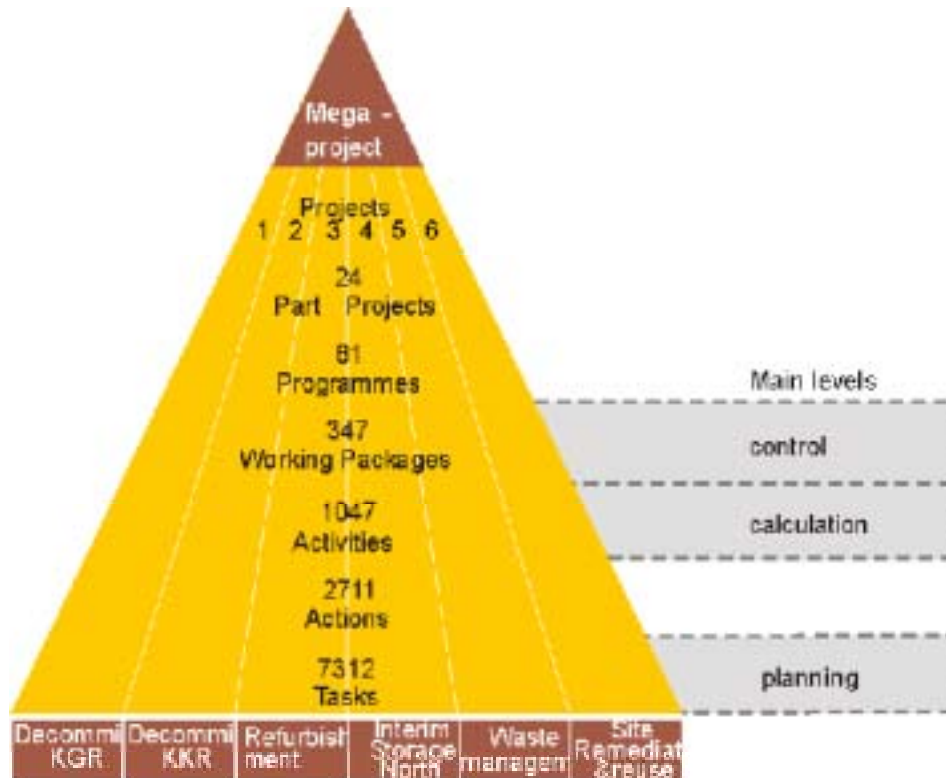 Mega -
project
Projects
1 2 3 4 5 6
24
Part Projects
81
Programmes
347
Working Packages
1047
Activities
2711
Actions
7312
Tasks
Main levels
control
calculation
planning
Decommi
KGR
Decommi
KKR
Refurbish
ment
Interim
Storage
North
Waste
managem
Site
Remediat
&reuse